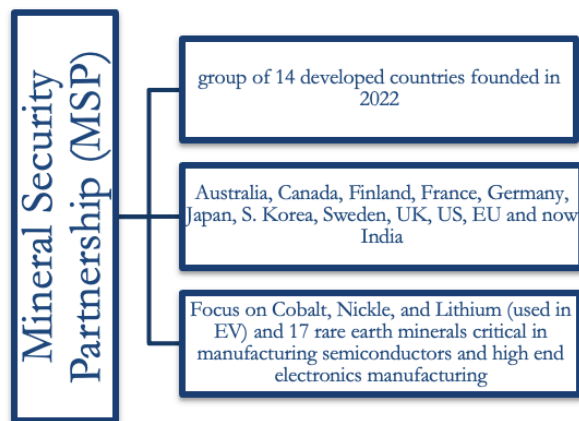 Mineral Security
Partnership (MSP)
group of 14 developed countries founded in
2022
Australia, Canada, Finland, France, Germany,
Japan, S. Korea, Sweden, UK, US, EU and now
India
Focus on Cobalt, Nickle, and Lithium (used in
EV) and 17 rare earth minerals critical in
manufacturing semiconductors and high end
electronics manufacturing